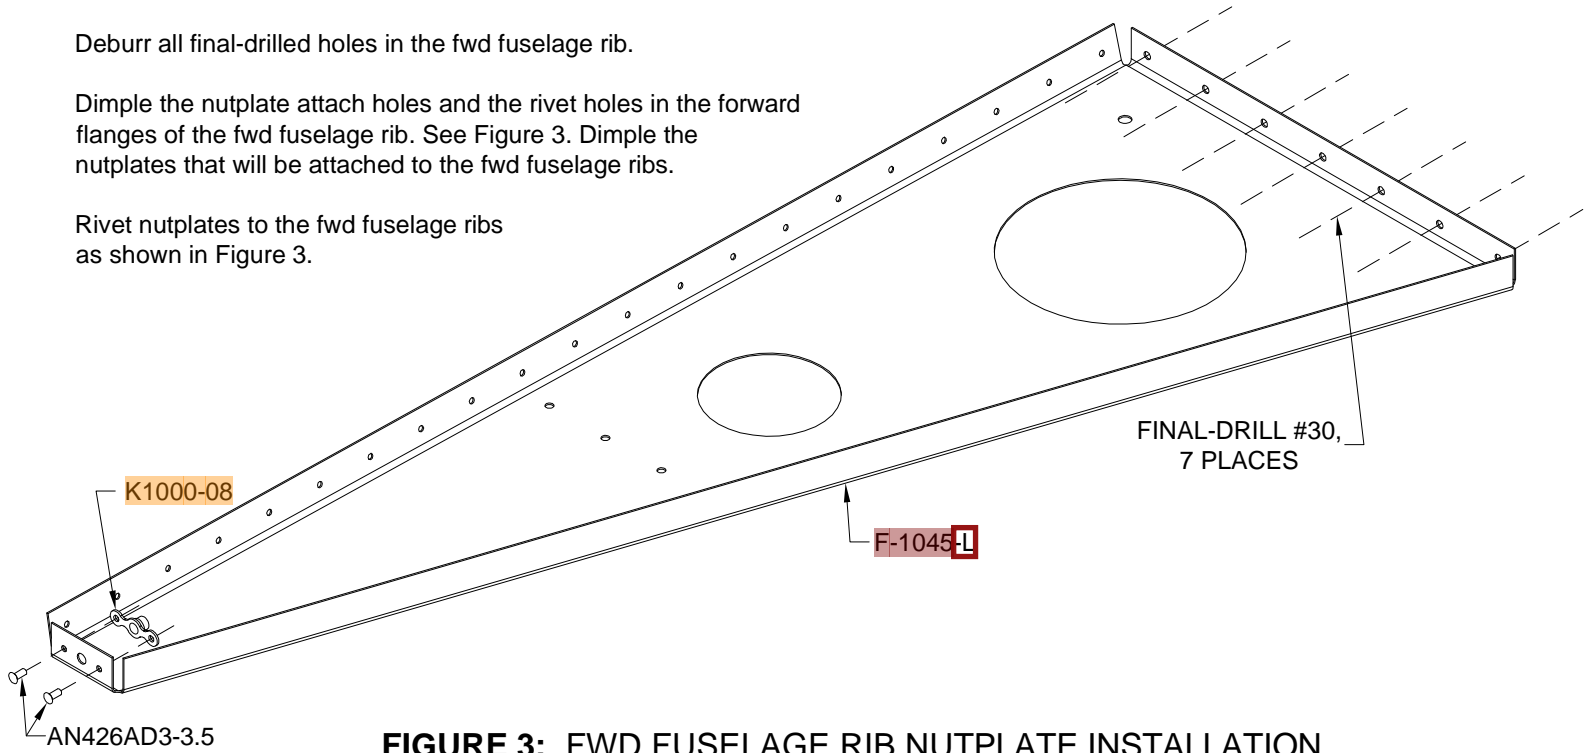 Deburr all final-drilled holes in the fwd fuselage rib.
Dimple the nutplate attach holes and the rivet holes in the forward
flanges of the fwd fuselage rib. See Figure 3. Dimple the
nutplates that will be attached to the fwd fuselage ribs.
Rivet nutplates to the fwd fuselage ribs
as shown in Figure 3.
FINAL-DRILL #30,
7 PLACES
K1000-08
F-1045-L
AN426AD3-3.5
FIGURE 3: FWD FUSELAGE RIB NUTPLATE INSTALLATION